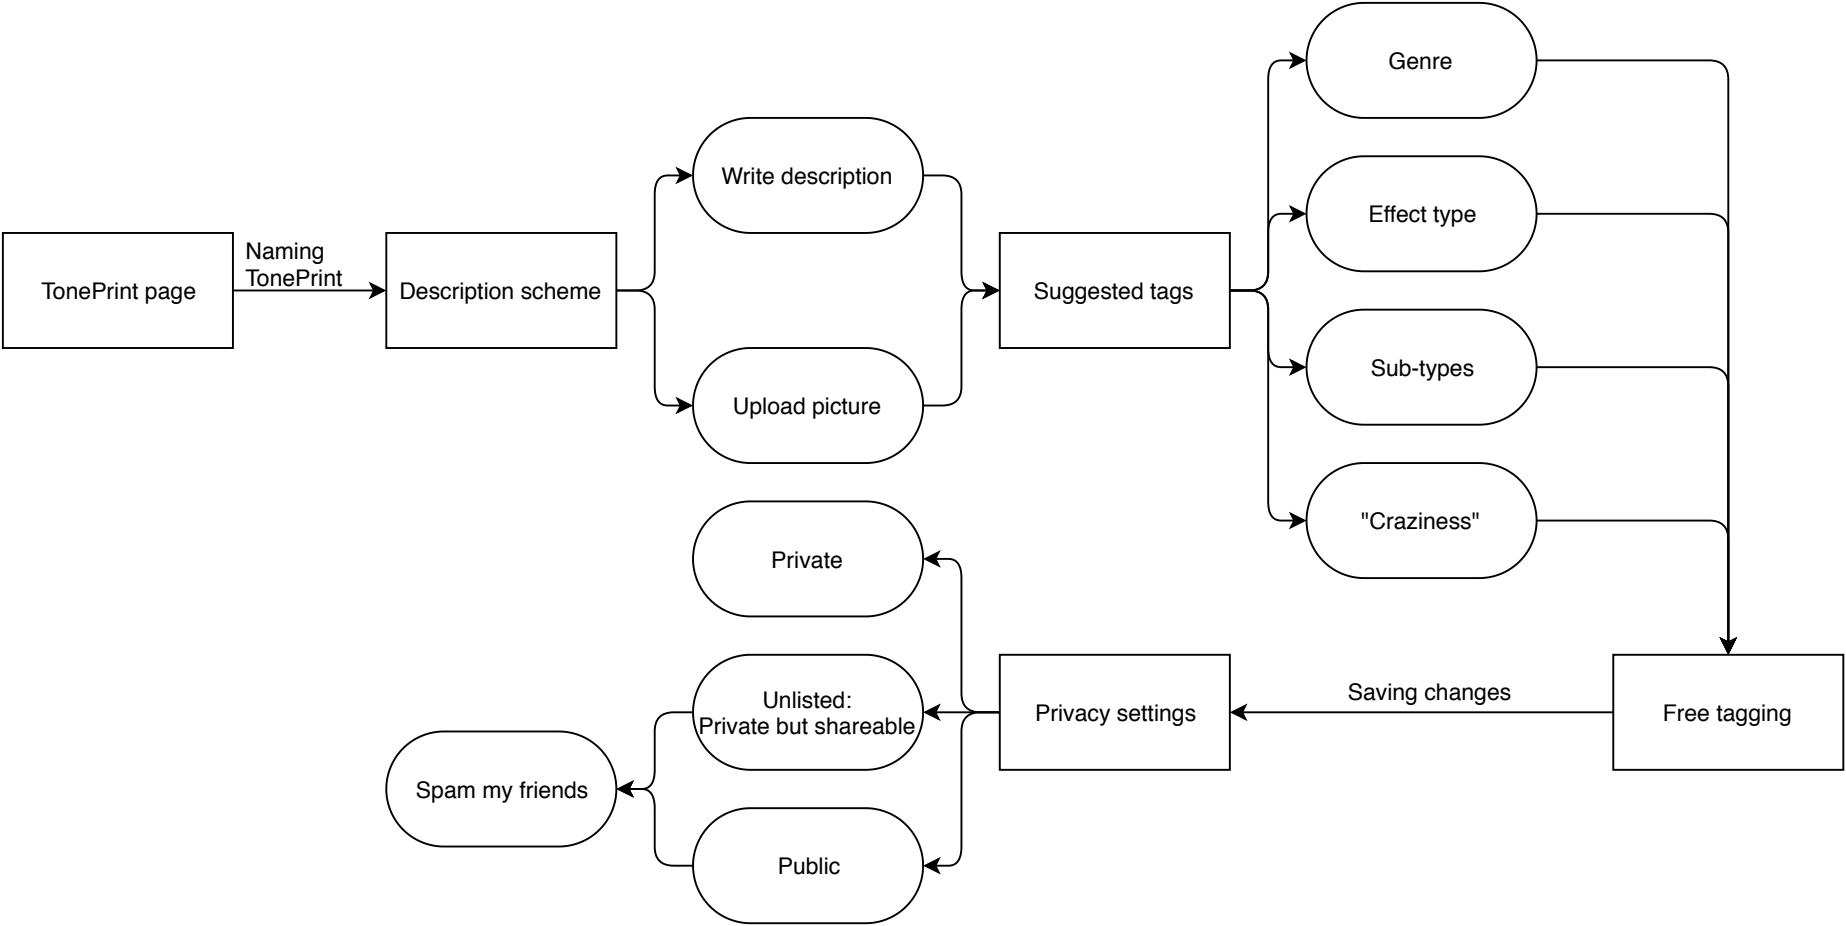 Genre
Write description
Effect type
Naming
TonePrint
TonePrint page
Description scheme
Suggested tags
Sub-types
Upload picture
"Craziness"
Private
Unlisted:
Private but shareable
Privacy settings
Saving changes
Free tagging
Spam my friends
Public